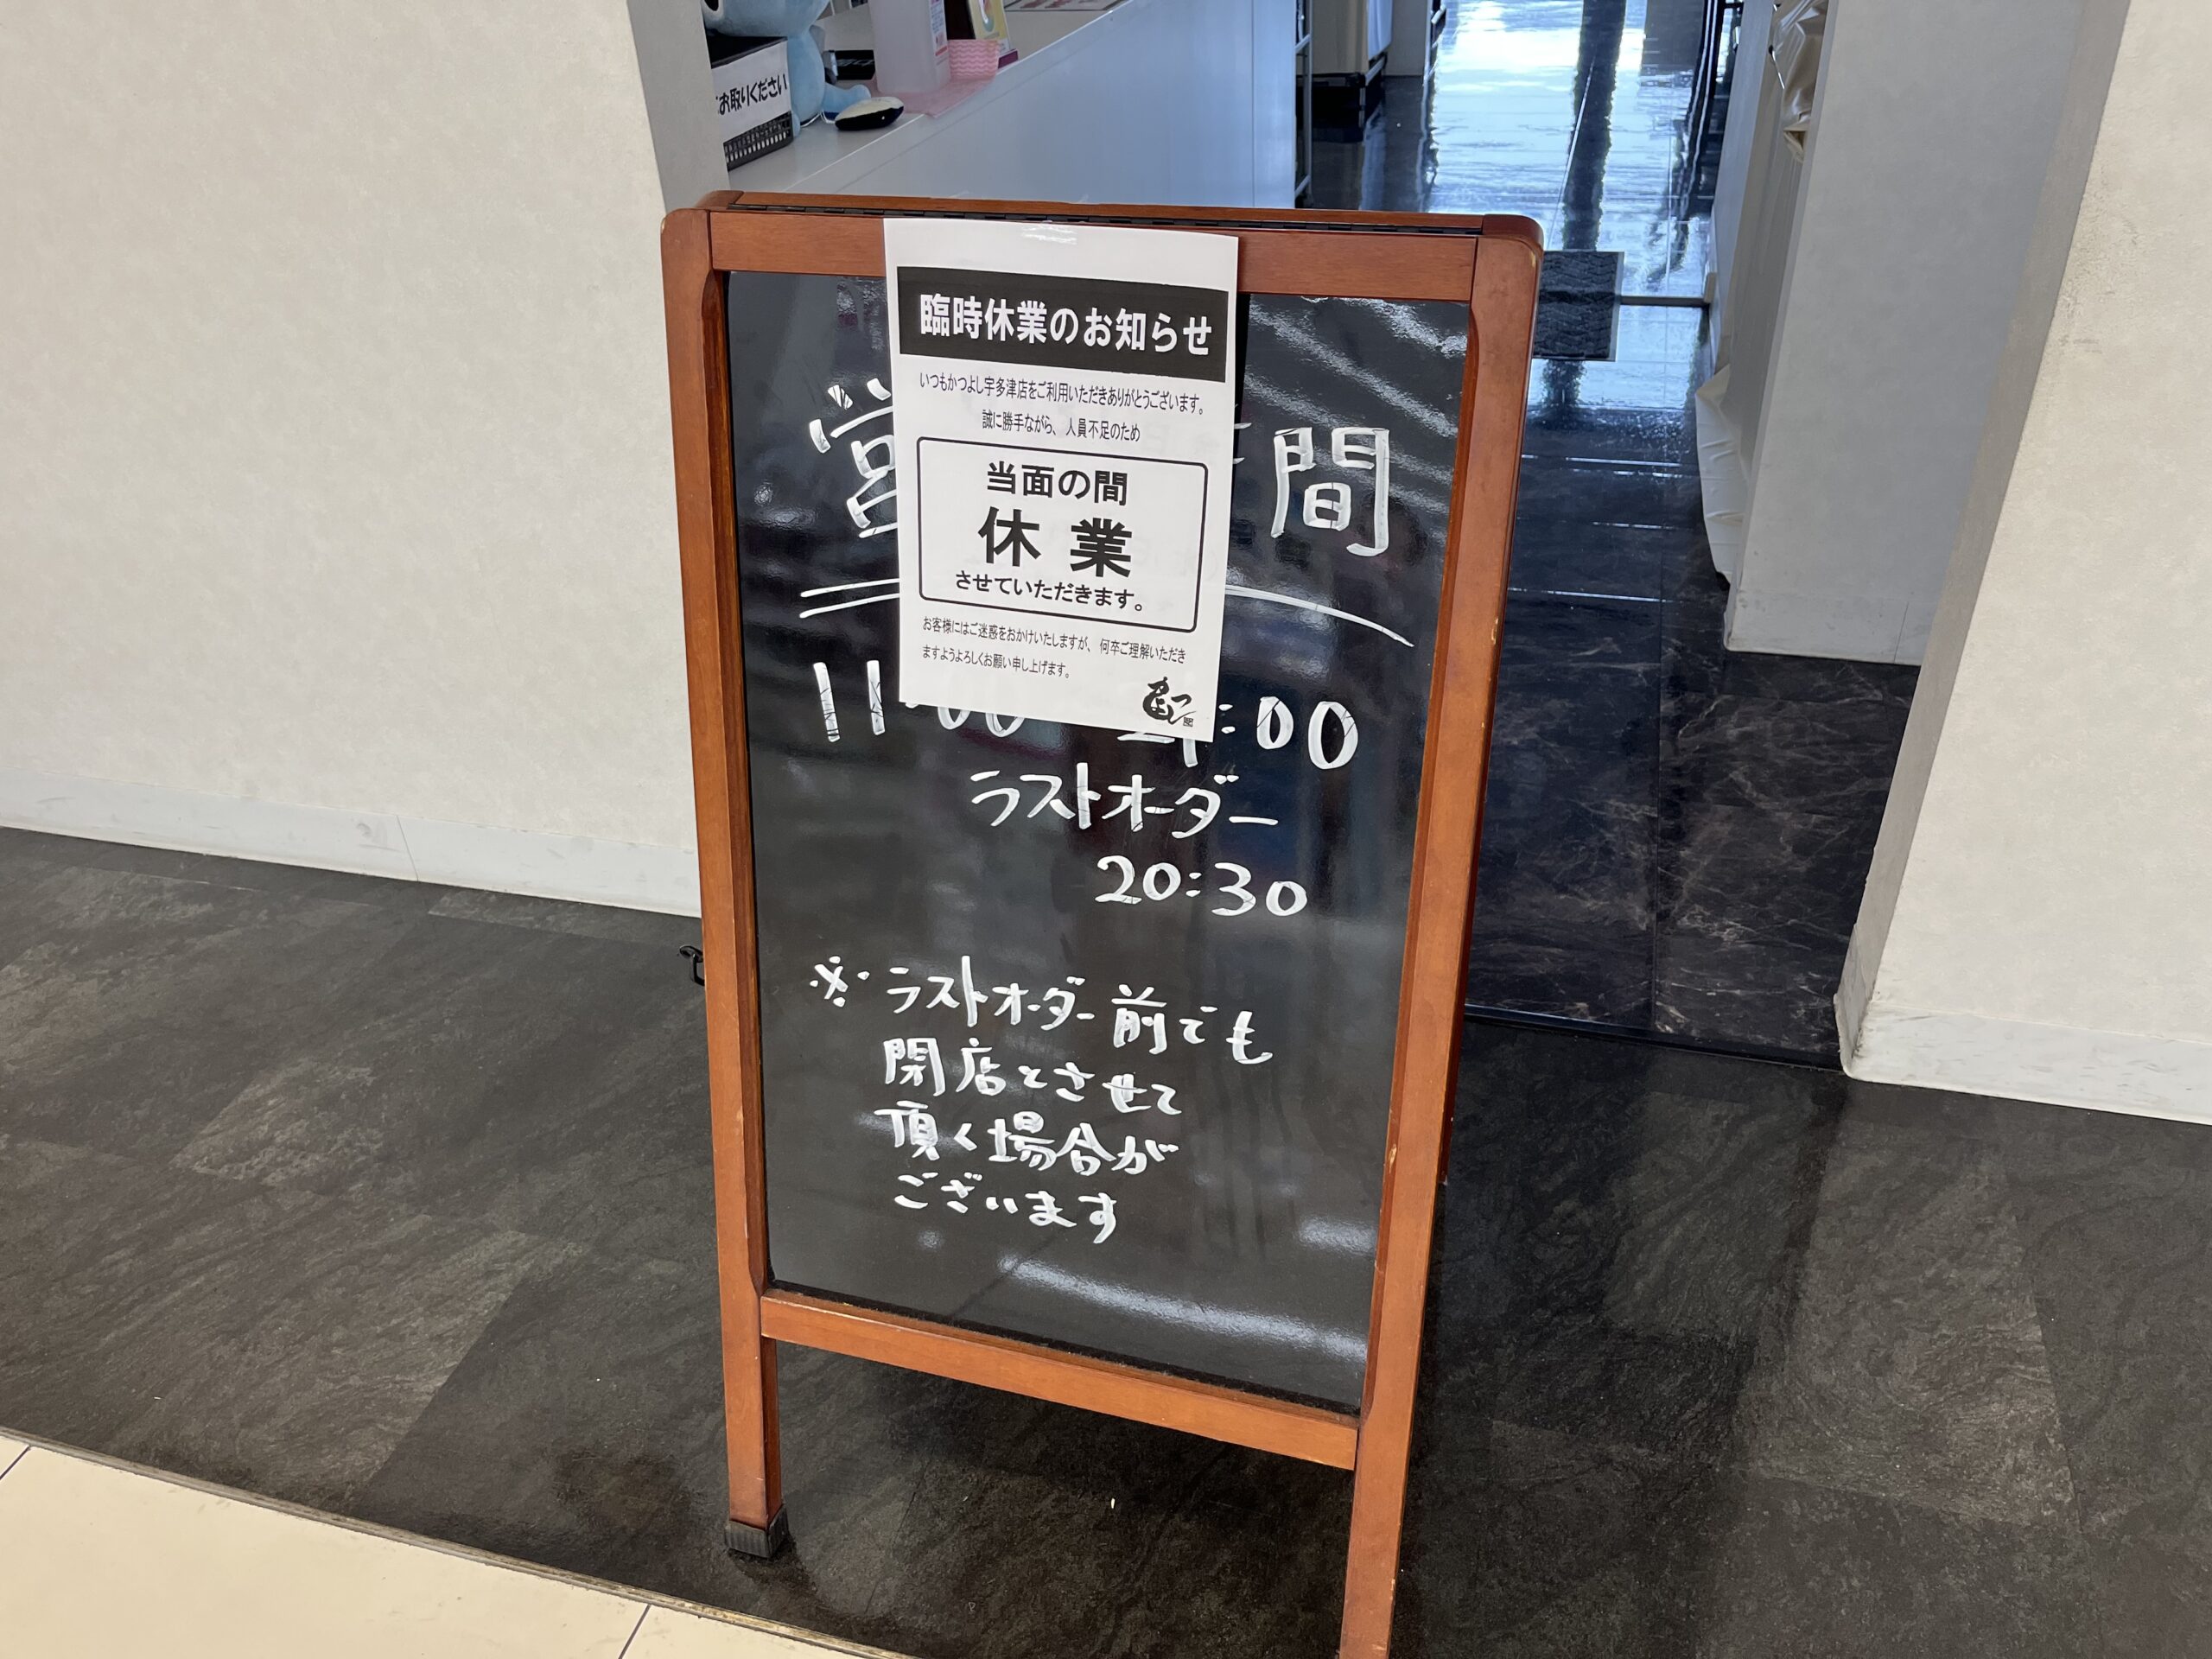 お取りください
臨時休業のお知らせ
いつもかつよし宇多津店をご利用いただきありがとうございます。
誠に勝手ながら、人員不足のため
当面の間
休業
させていただきます。
お客様にはご迷惑をおかけいたしますが、何卒ご理解いただき
ますようよろしくお願い申し上げます。
営 間
11:00 21:00
ラストオーダー
20:30
※ラストオーダー前でも
閉店とさせて
頂く場合が
ございます